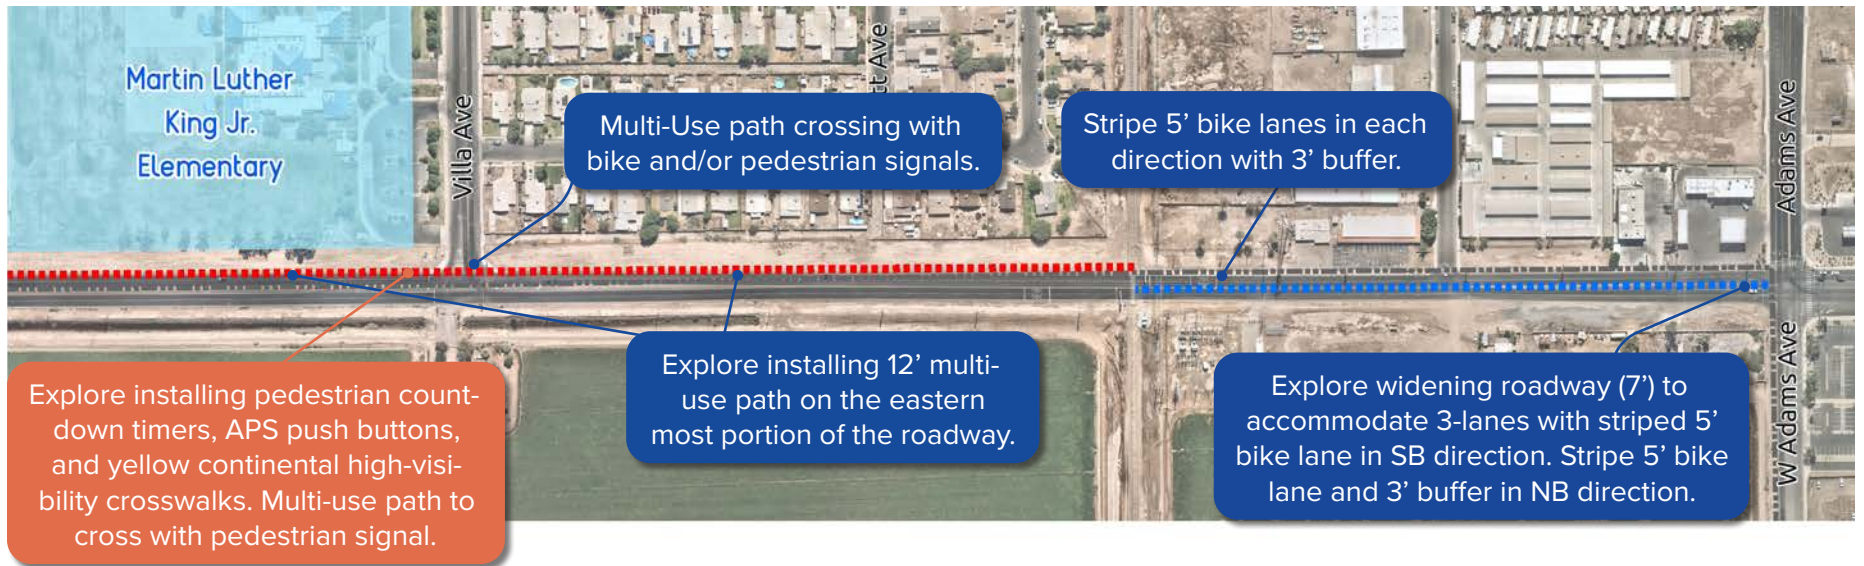 Martin Luther
King Jr.
Elementary
Villa Ave
tt Ave
Multi-Use path crossing with
bike and/or pedestrian signals.
Stripe 5’ bike lanes in each
direction with 3’ buffer.
Adams Ave
Explore installing pedestrian count-
down timers, APS push buttons,
and yellow continental high-visi-
bility crosswalks. Multi-use path to
cross with pedestrian signal.
Explore installing 12’ multi-
use path on the eastern
most portion of the roadway.
Explore widening roadway (7’) to
accommodate 3-lanes with striped 5’
bike lane in SB direction. Stripe 5’ bike
lane and 3’ buffer in NB direction.
W Adams Ave